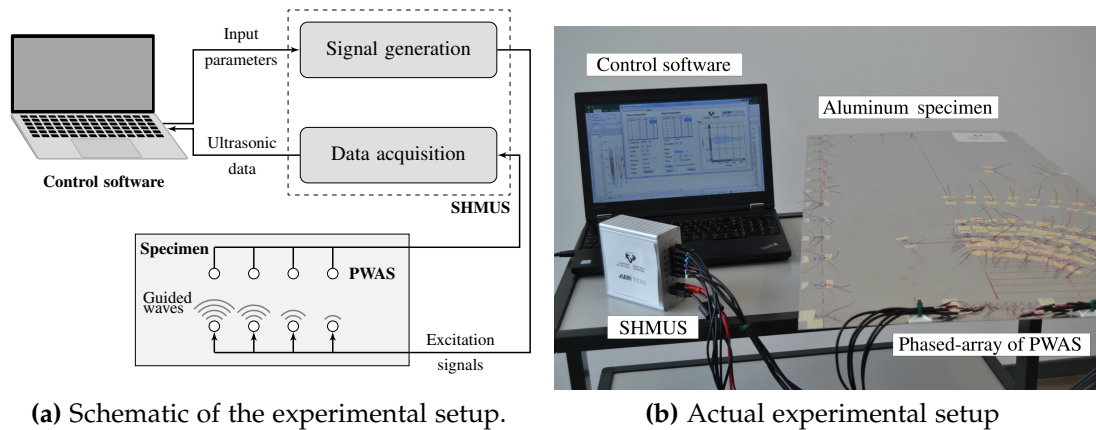 Input
parameters
Signal generation
Ultrasonic
data
Data acquisition
Control software
SHMUS
Specimen
PWAS
Guided
waves
Excitation
signals
(a) Schematic of the experimental setup.
Control software
Aluminum specimen
SHMUS
Phased-array of PWAS
(b) Actual experimental setup